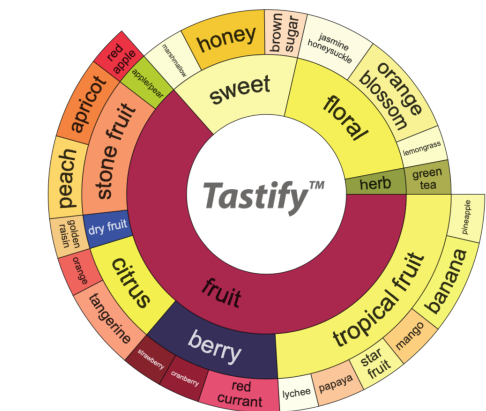 honey
brown
sugar
jasmine
honeysuckle
orange
blossom
lemongrass
green
tea
marshmallow
red
apple
apple/pear
sweet
floral
herb
apricot
stone fruit
peach
Tastify™
golden
raisin
dry fruit
orange
citrus
tangerine
fruit
berry
strawberry
cranberry
red
currant
tropical fruit
pineapple
banana
mango
star
fruit
papaya
lychee